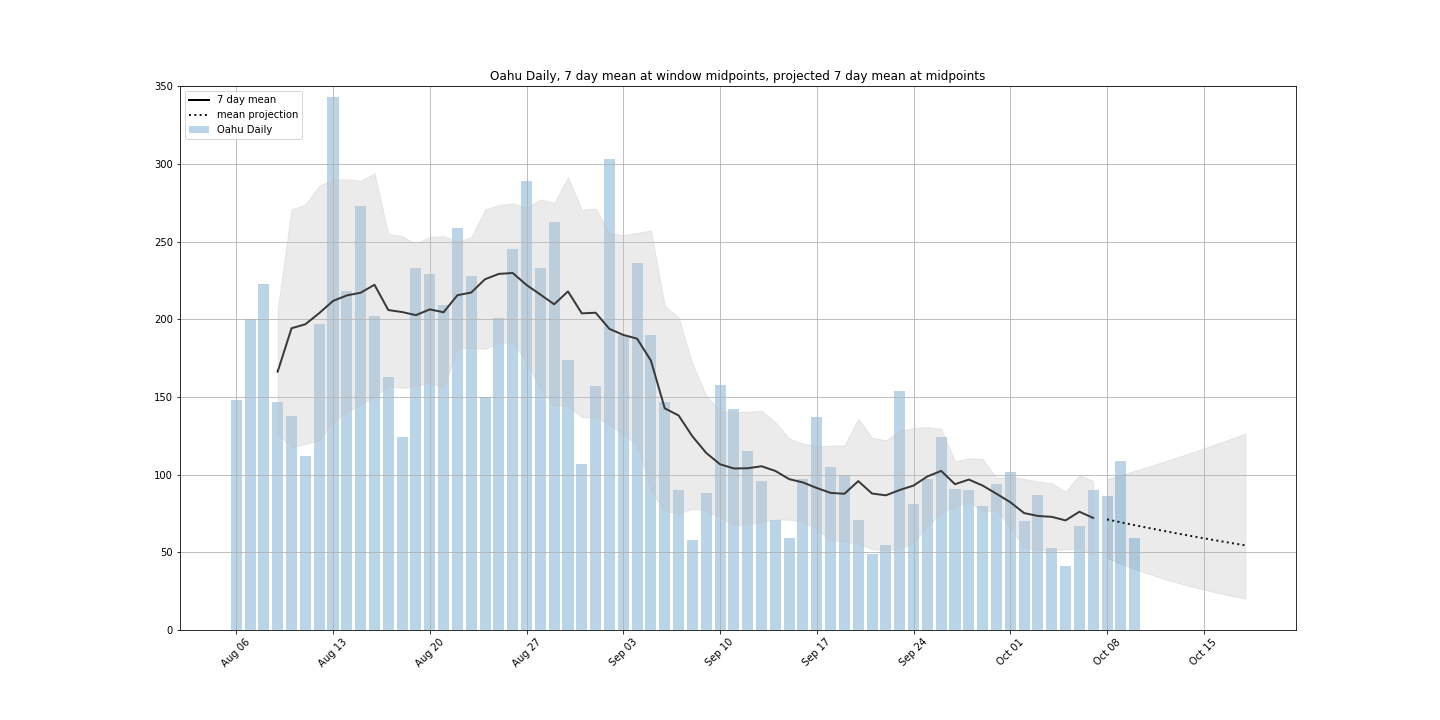 Oahu Daily, 7 day mean at window midpoints, projected 7 day mean at midpoints
350
300
250
200
150
100
50
0
7 day mean
mean projection
Oahu Daily
Aug 06
Aug 13
Aug 20
Aug 27
Sep 03
Sep 10
Sep 17
Sep 24
Oct 01
Oct 08
Oct 15